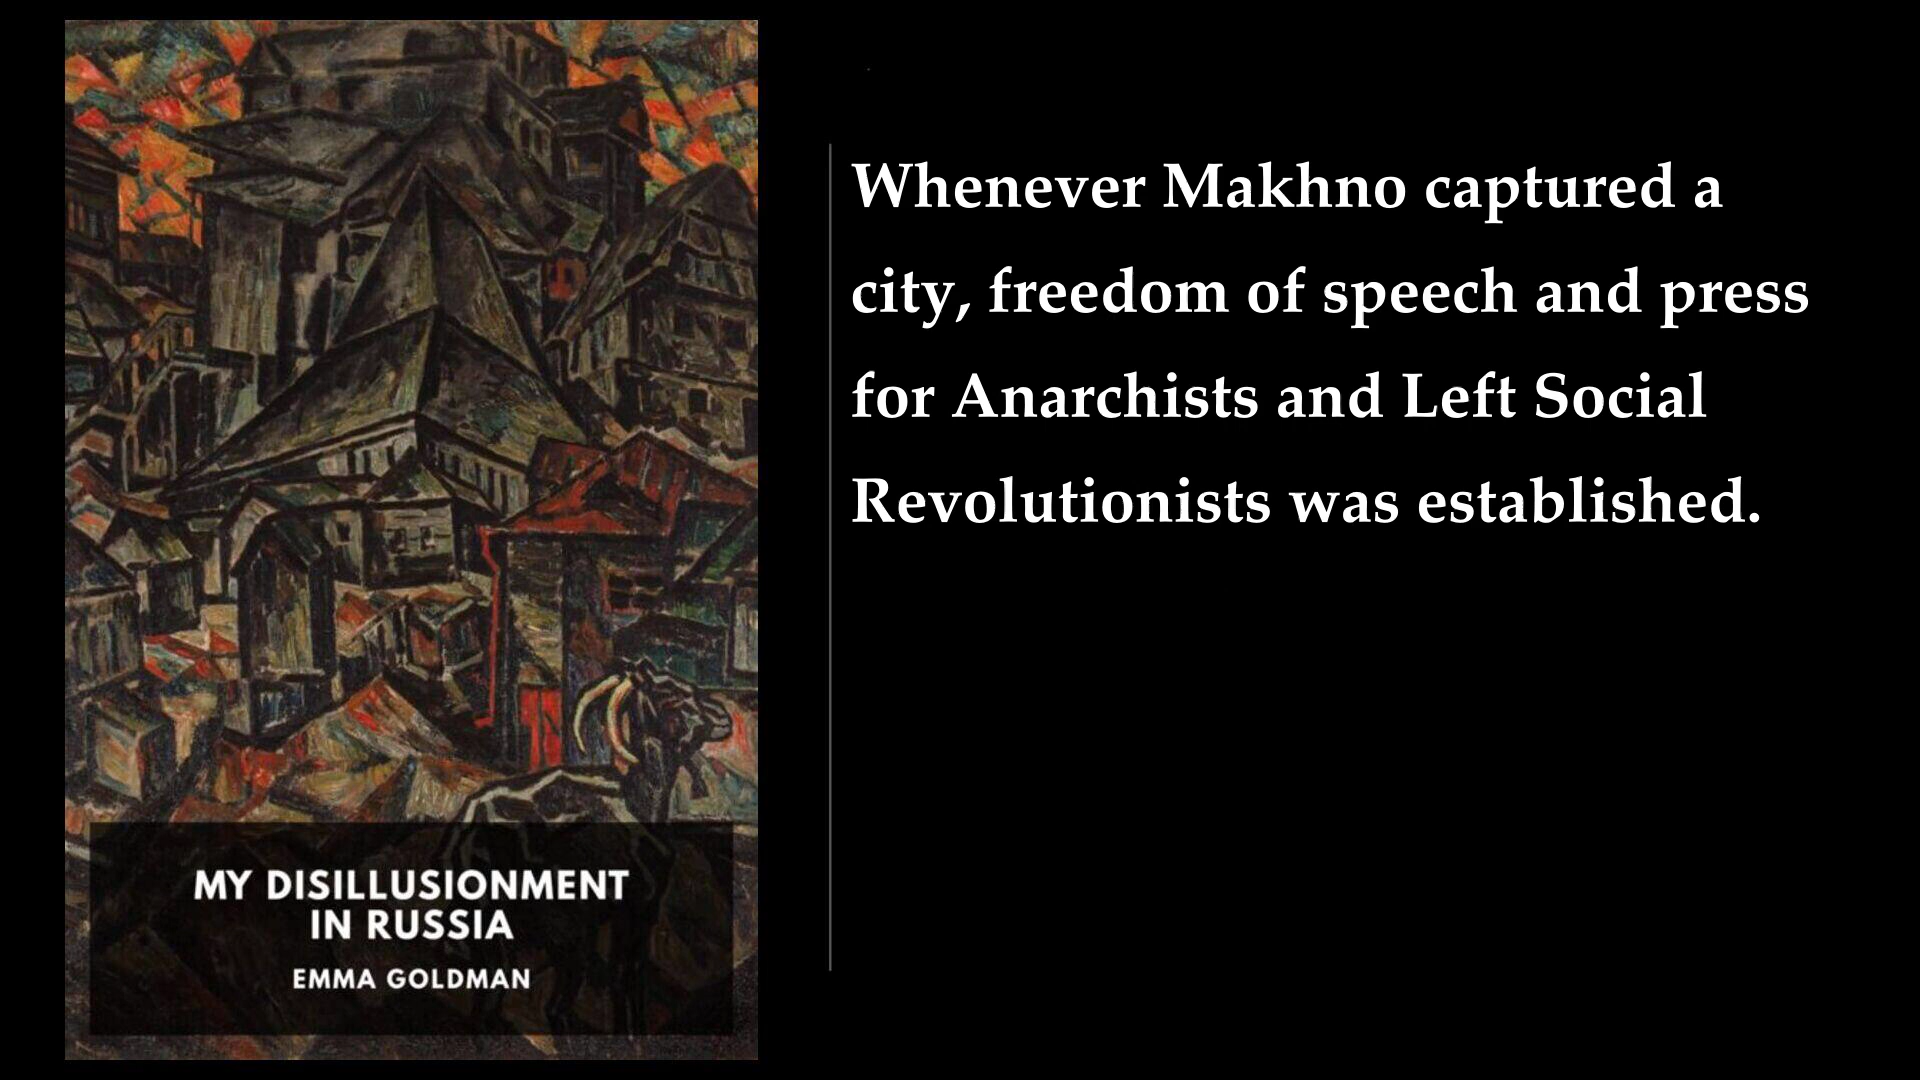 Whenever Makhno captured a
city, freedom of speech and press
for Anarchists and Left Social
Revolutionists was established.
MY DISILLUSIONMENT
IN RUSSIA
EMMA GOLDMAN